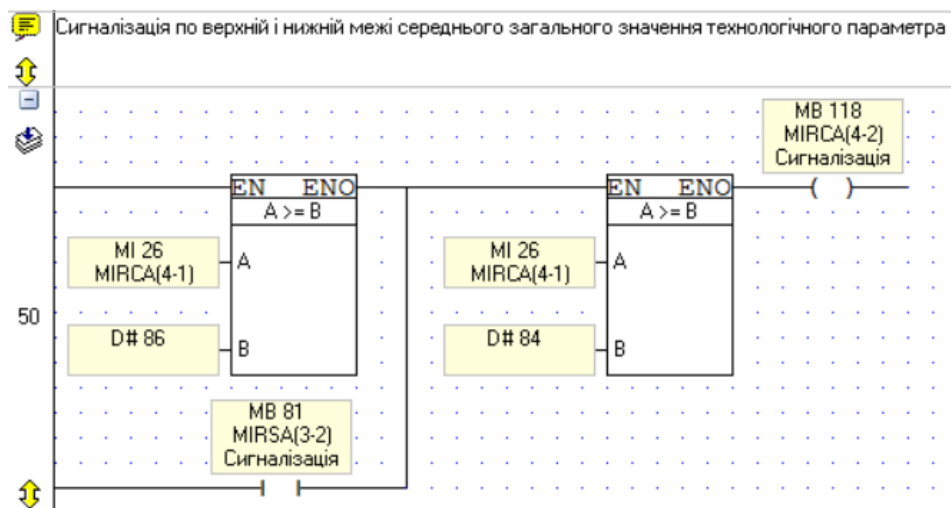 Сигналізація по верхній і нижній межі середнього загального значення технологічного параметра
MB 118
MIRCA(4-2)
Сигналізація
EN ENO
A >= B
MI 26
MIRCA(4-1)
A
D# 86
B
EN ENO
A >= B
MI 26
MIRCA(4-1)
A
D# 84
B
50
MB 81
MIRSA(3-2)
Сигналізація